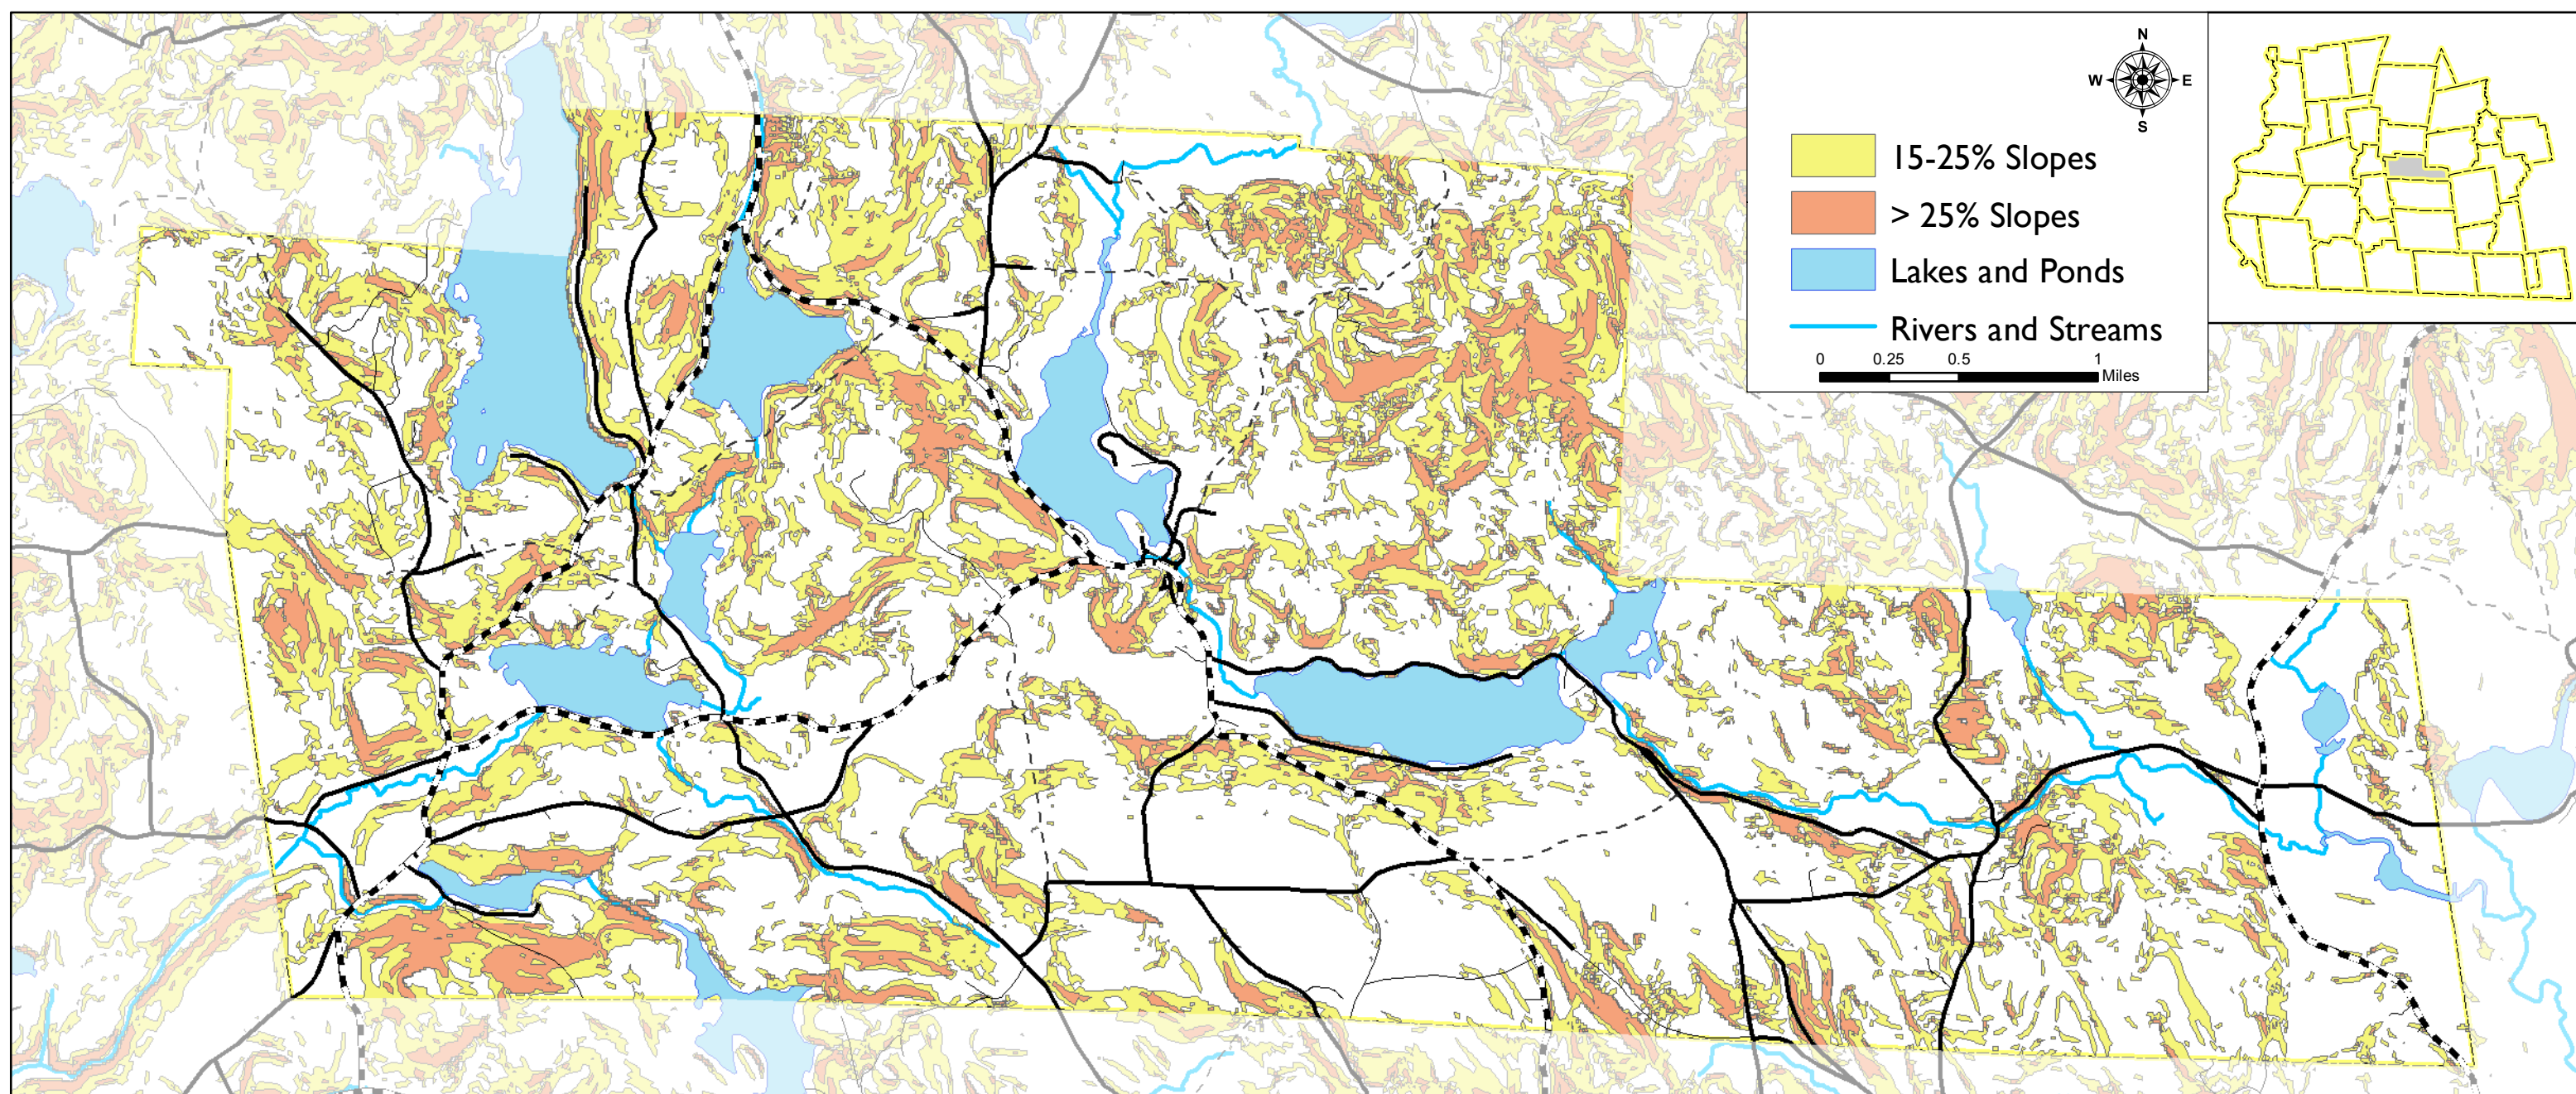 N
W E
S
15-25% Slopes
> 25% Slopes
Lakes and Ponds
Rivers and Streams
0 0.25 0.5 1
Miles